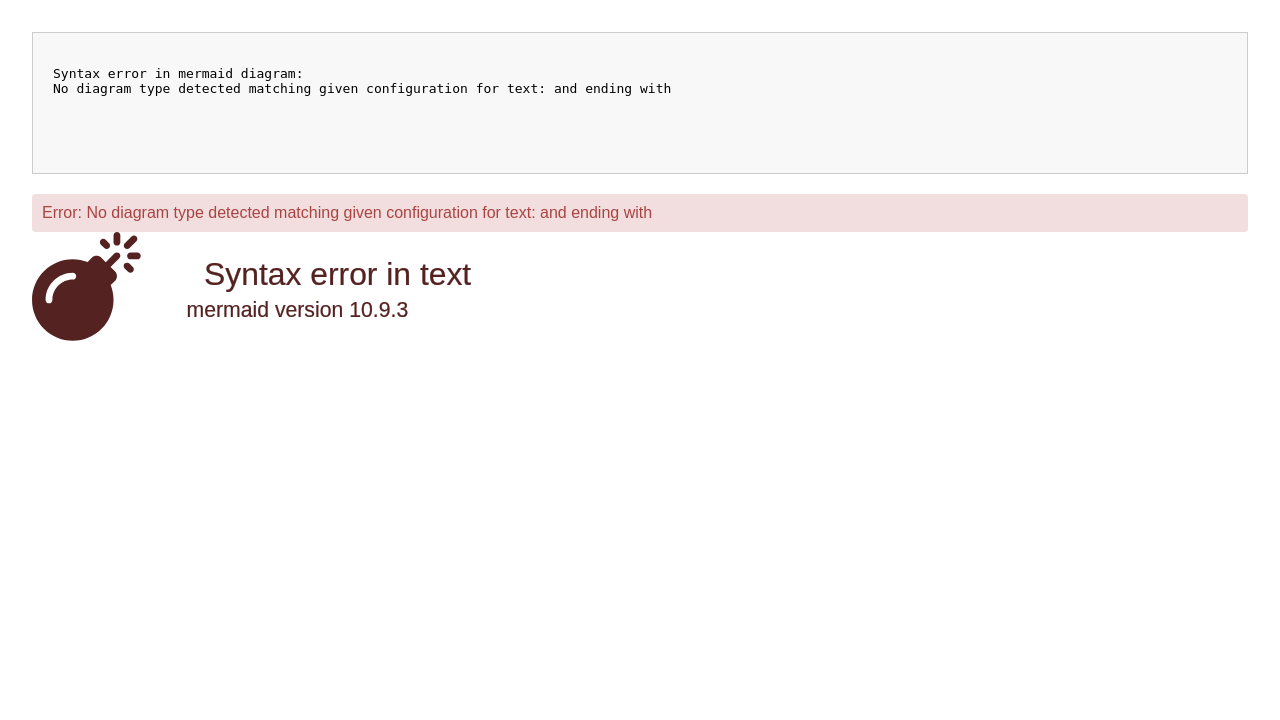 Syntax error in mermaid diagram:
No diagram type detected matching given configuration for text: and ending with
Error: No diagram type detected matching given configuration for text: and ending with
Syntax error in text
mermaid version 10.9.3